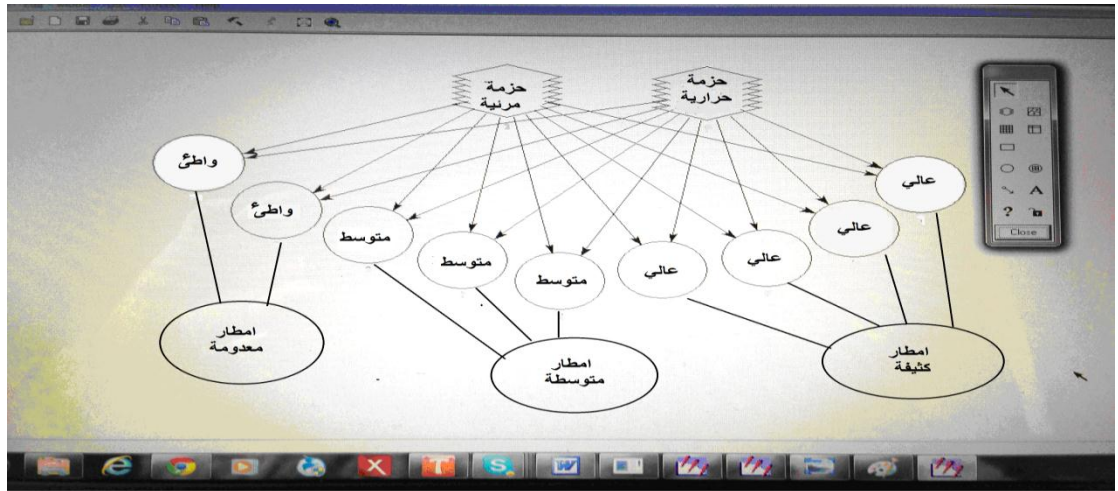 حزمة
مرئية
حزمة
حرارية
واطئ
واطئ
متوسط
متوسط
متوسط
عالي
عالي
عالي
عالي
امطار
معدومة
امطار
متوسطة
امطار
كثيفة
A
?
Close